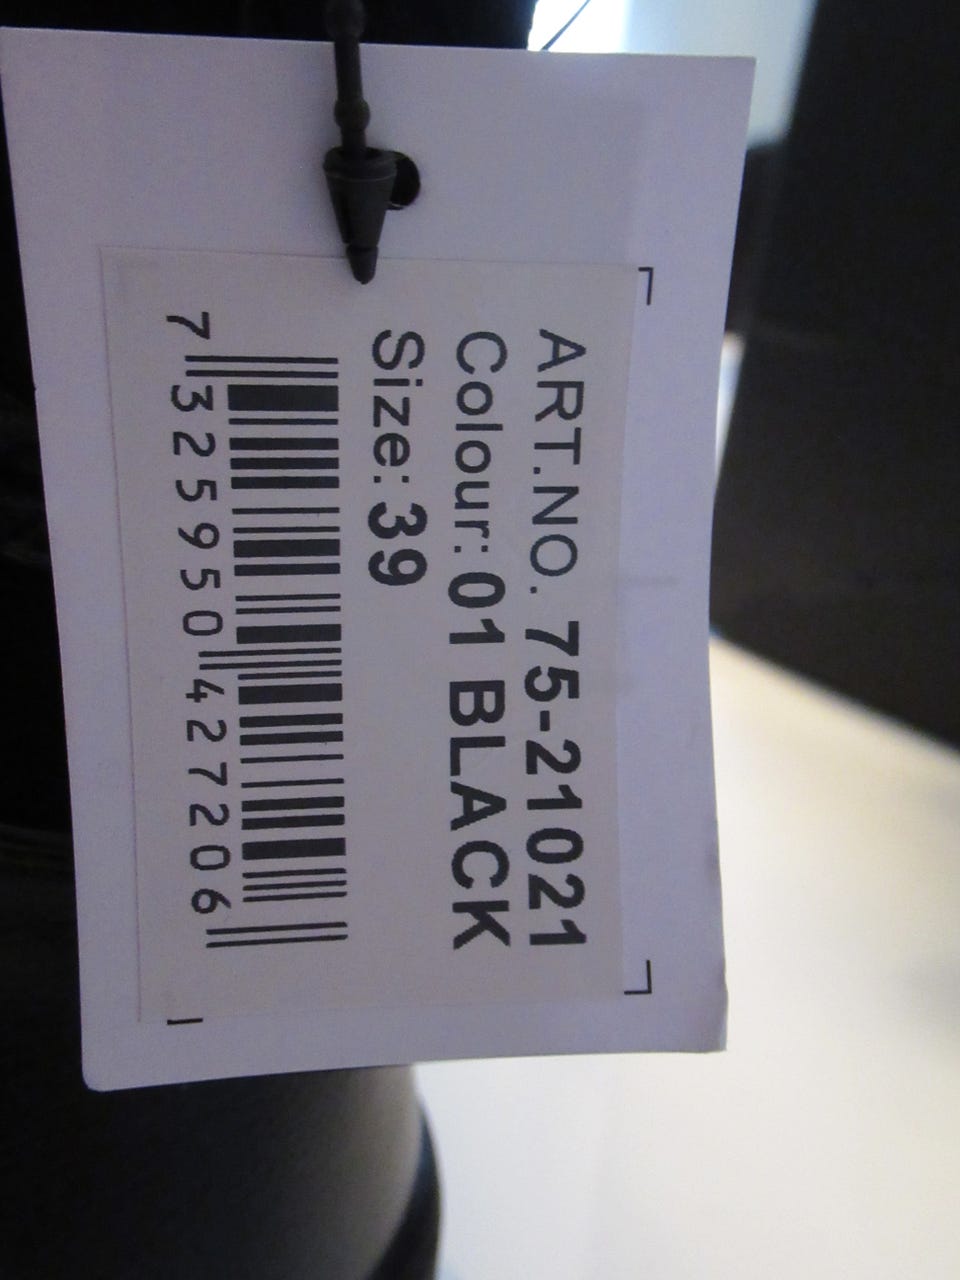 ART.NO. 75-21021
Colour: 01 BLACK
Size: 39
7 325950 427206